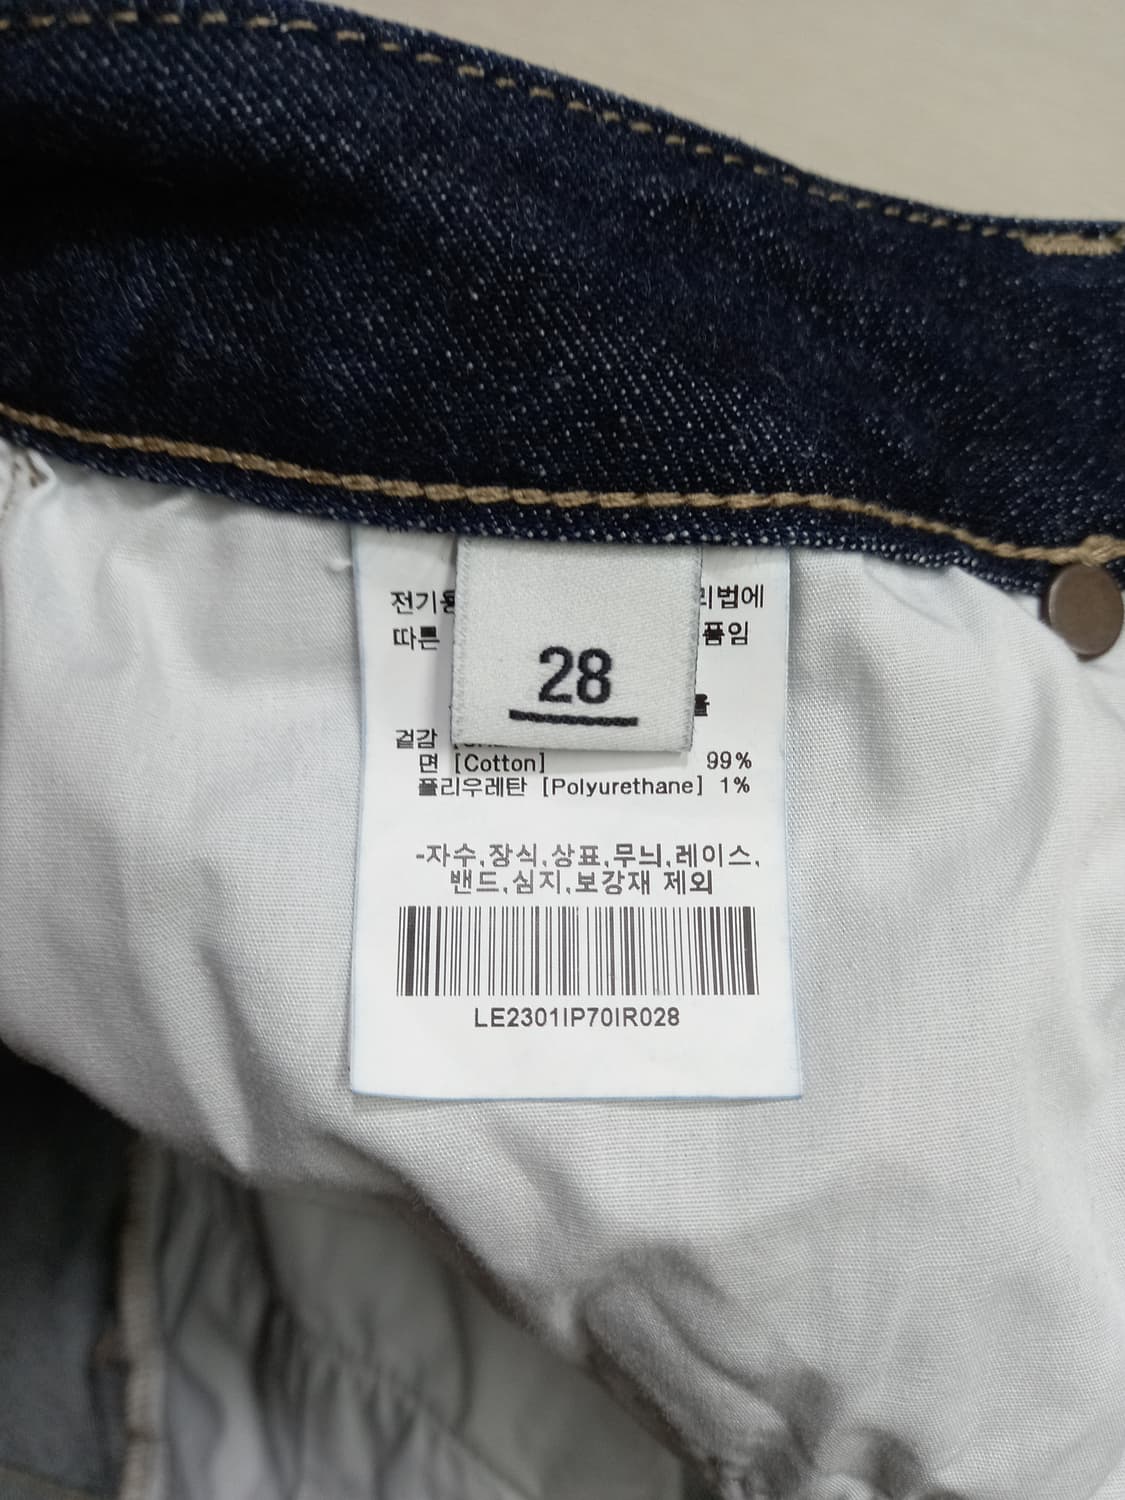 전기 리법에
따른 품임
28
겉감
면 [Cotton] 99%
폴리우레탄 [Polyurethane] 1%
-자수,장식,상표,무늬,레이스,
밴드,심지,보강재 제외
LE2301IP70IR028